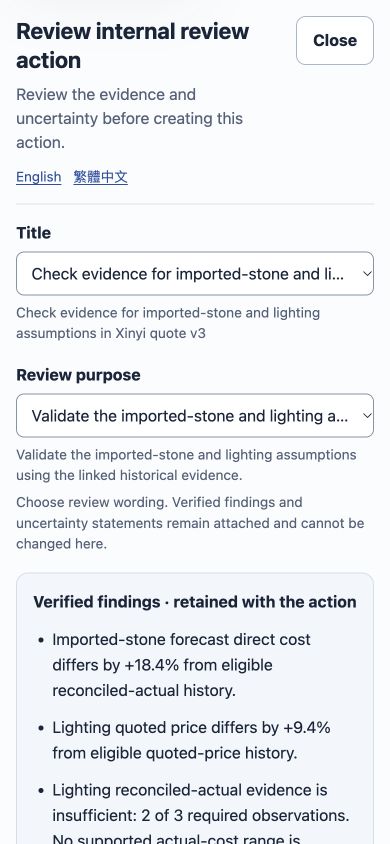 Review internal review
action
Close
Review the evidence and
uncertainty before creating this
action.
English 繁體中文
Title
Check evidence for imported-stone and li...
Check evidence for imported-stone and lighting
assumptions in Xinyi quote v3
Review purpose
Validate the imported-stone and lighting a...
Validate the imported-stone and lighting assumptions
using the linked historical evidence.
Choose review wording. Verified findings and
uncertainty statements remain attached and cannot be
changed here.
Verified findings · retained with the action
• Imported-stone forecast direct cost
differs by +18.4% from eligible
reconciled-actual history.
• Lighting quoted price differs by +9.4%
from eligible quoted-price history.
• Lighting reconciled-actual evidence is
insufficient: 2 of 3 required observations.
No supported actual-cost range is